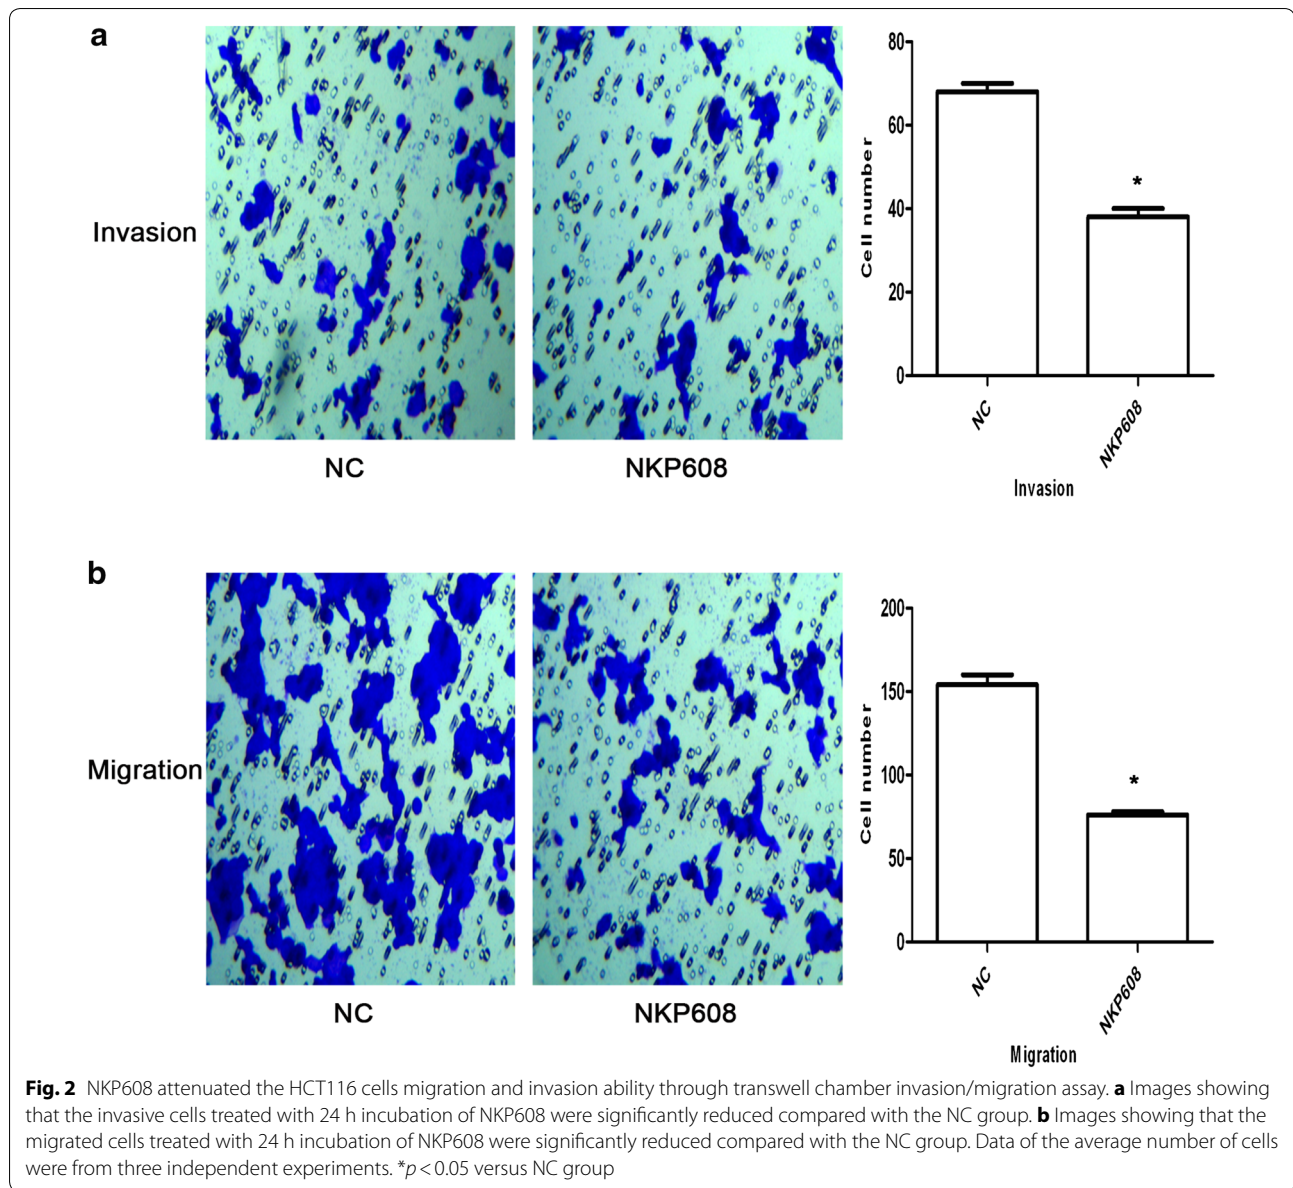 a
Invasion
NC
NKP608
80
60
40
20
0
Cell number
*
NC
NKP608
Invasion
b
Migration
NC
NKP608
200
150
100
50
0
Cell number
*
NC
NKP608
Migration
Fig. 2 NKP608 attenuated the HCT116 cells migration and invasion ability through transwell chamber invasion/migration assay. a Images showing
that the invasive cells treated with 24 h incubation of NKP608 were significantly reduced compared with the NC group. b Images showing that the
migrated cells treated with 24 h incubation of NKP608 were significantly reduced compared with the NC group. Data of the average number of cells
were from three independent experiments. *p < 0.05 versus NC group